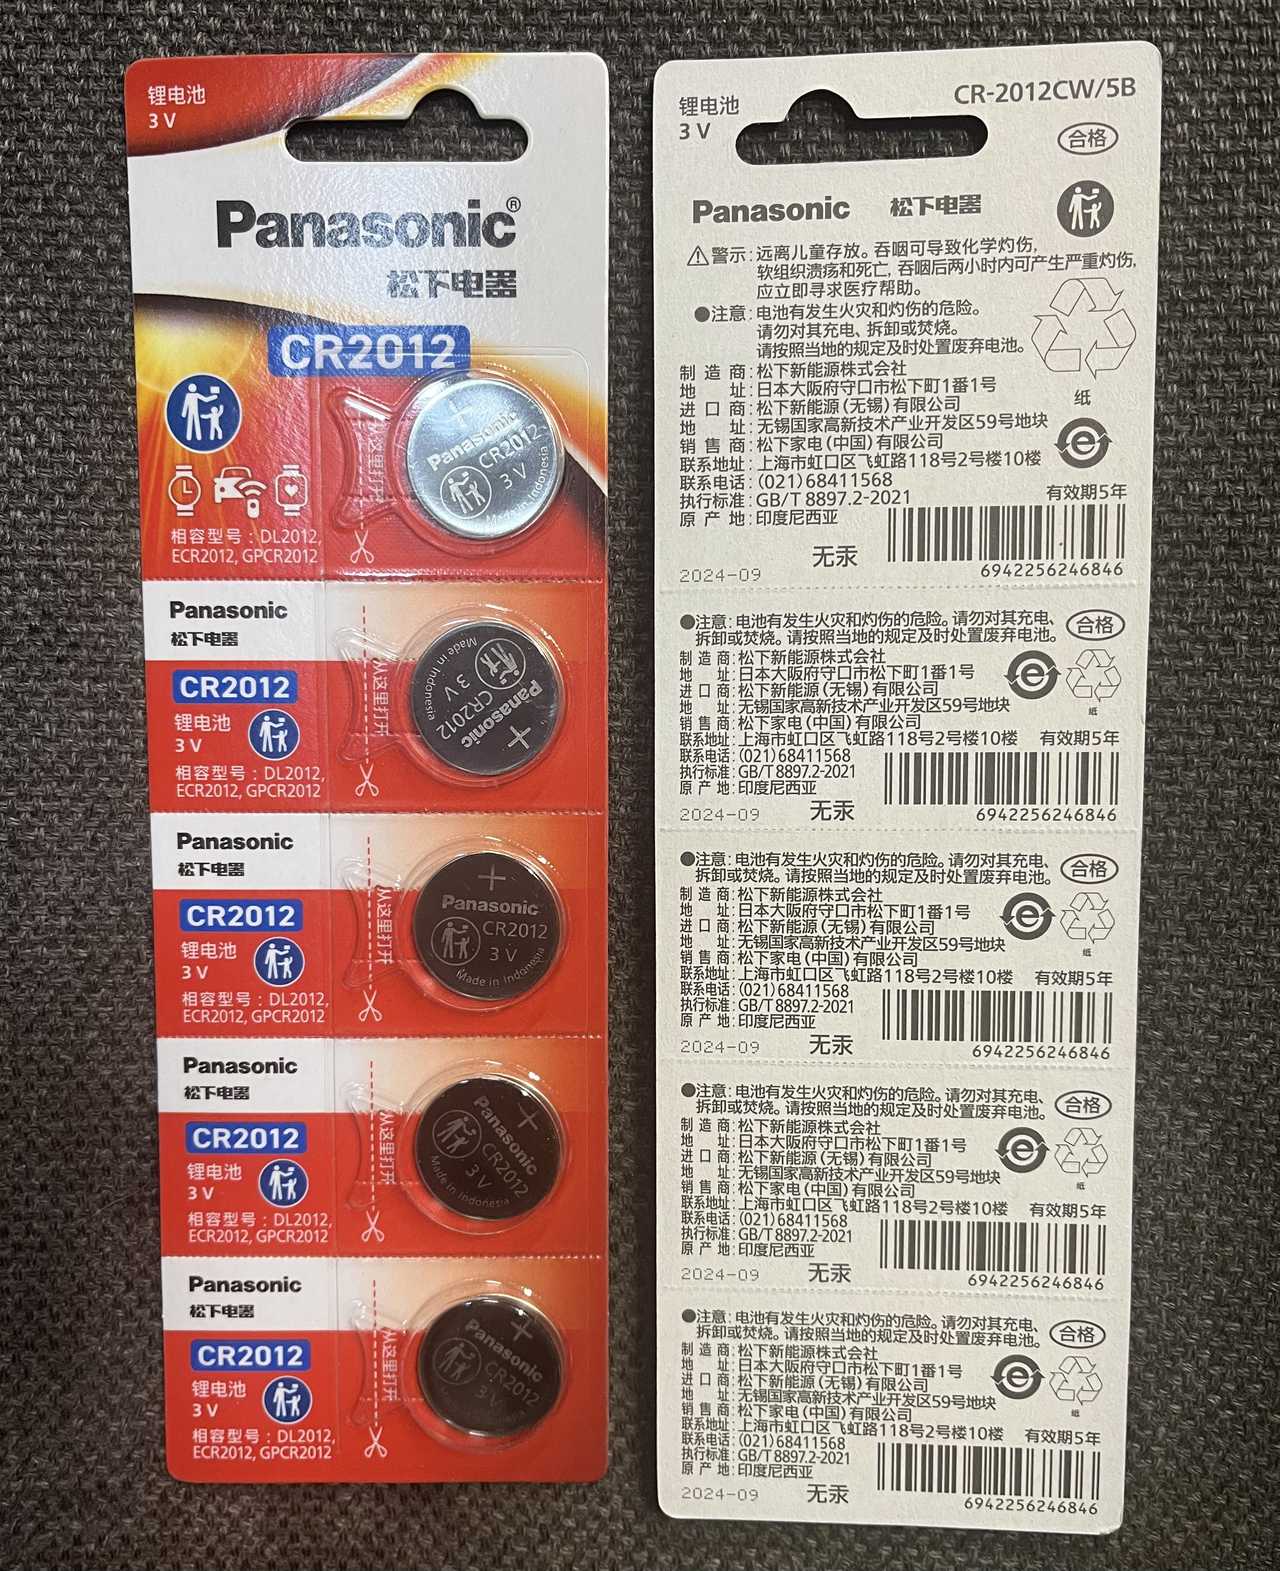 锂电池
3 V
Panasonic®
松下电器
CR2012
+
Panasonic
CR2012
3 V
Made in Indonesia
从这里打开
相容型号：DL2012,
ECR2012, GPCR2012
Panasonic
松下电器
CR2012
锂电池
3 V
相容型号：DL2012,
ECR2012, GPCR2012
从这里打开
+
Panasonic
CR2012
3 V
Made in Indonesia
Panasonic
松下电器
CR2012
锂电池
3 V
相容型号：DL2012,
ECR2012, GPCR2012
从这里打开
+
Panasonic
CR2012
3 V
Made in Indonesia
Panasonic
松下电器
CR2012
锂电池
3 V
相容型号：DL2012,
ECR2012, GPCR2012
从这里打开
+
Panasonic
CR2012
3 V
Made in Indonesia
Panasonic
松下电器
CR2012
锂电池
3 V
相容型号：DL2012,
ECR2012, GPCR2012
从这里打开
+
Panasonic
CR2012
3 V
锂电池
3 V
CR-2012CW/5B
合格
Panasonic 松下电器
⚠警示：远离儿童存放。吞咽可导致化学灼伤，
软组织溃疡和死亡，吞咽后两小时内可产生严重灼伤，
应立即寻求医疗帮助。
●注意：电池有发生火灾和灼伤的危险。
请勿对其充电、拆卸或焚烧。
请按照当地的规定及时处置废弃电池。
纸
制造商：松下新能源株式会社
地址：日本大阪府守口市松下町1番1号
进口商：松下新能源（无锡）有限公司
地址：无锡国家高新技术产业开发区59号地块
销售商：松下家电（中国）有限公司
联系地址：上海市虹口区飞虹路118号2号楼10楼
联系电话：(021)68411568
执行标准：GB/T 8897.2-2021 有效期5年
原产地：印度尼西亚
无汞
2024-09
6942256246846
●注意：电池有发生火灾和灼伤的危险。请勿对其充电、
拆卸或焚烧。请按照当地的规定及时处置废弃电池。
合格
制造商：松下新能源株式会社
地址：日本大阪府守口市松下町1番1号
进口商：松下新能源（无锡）有限公司
地址：无锡国家高新技术产业开发区59号地块
纸
销售商：松下家电（中国）有限公司
联系地址：上海市虹口区飞虹路118号2号楼10楼 有效期5年
联系电话：(021)68411568
执行标准：GB/T 8897.2-2021
原产地：印度尼西亚
2024-09 无汞 6942256246846
●注意：电池有发生火灾和灼伤的危险。请勿对其充电、
拆卸或焚烧。请按照当地的规定及时处置废弃电池。
合格
制造商：松下新能源株式会社
地址：日本大阪府守口市松下町1番1号
进口商：松下新能源（无锡）有限公司
地址：无锡国家高新技术产业开发区59号地块
纸
销售商：松下家电（中国）有限公司
联系地址：上海市虹口区飞虹路118号2号楼10楼 有效期5年
联系电话：(021)68411568
执行标准：GB/T 8897.2-2021
原产地：印度尼西亚
2024-09 无汞 6942256246846
●注意：电池有发生火灾和灼伤的危险。请勿对其充电、
拆卸或焚烧。请按照当地的规定及时处置废弃电池。
合格
制造商：松下新能源株式会社
地址：日本大阪府守口市松下町1番1号
进口商：松下新能源（无锡）有限公司
地址：无锡国家高新技术产业开发区59号地块
纸
销售商：松下家电（中国）有限公司
联系地址：上海市虹口区飞虹路118号2号楼10楼 有效期5年
联系电话：(021)68411568
执行标准：GB/T 8897.2-2021
原产地：印度尼西亚
2024-09 无汞 6942256246846
●注意：电池有发生火灾和灼伤的危险。请勿对其充电、
拆卸或焚烧。请按照当地的规定及时处置废弃电池。
合格
制造商：松下新能源株式会社
地址：日本大阪府守口市松下町1番1号
进口商：松下新能源（无锡）有限公司
地址：无锡国家高新技术产业开发区59号地块
纸
销售商：松下家电（中国）有限公司
联系地址：上海市虹口区飞虹路118号2号楼10楼 有效期5年
联系电话：(021)68411568
执行标准：GB/T 8897.2-2021
原产地：印度尼西亚
2024-09 无汞 6942256246846